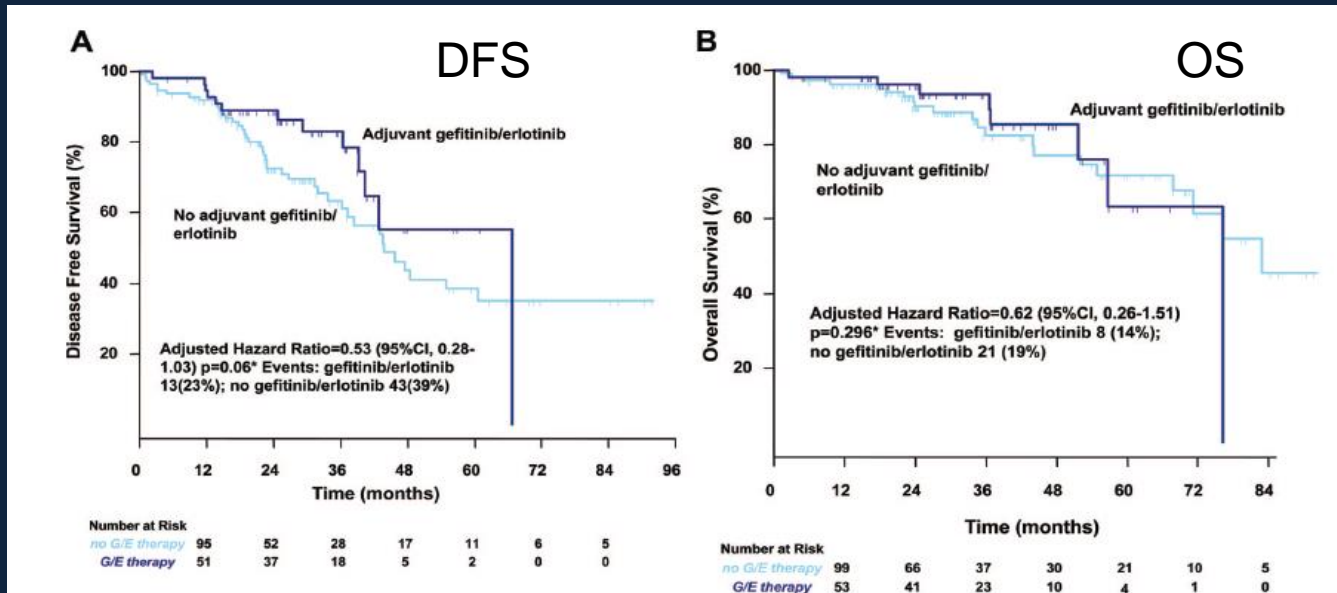 A
DFS
100
80
60
40
20
Disease Free Survival (%)
Adjuvant gefitinib/erlotinib
No adjuvant gefitinib/
erlotinib
Adjusted Hazard Ratio=0.53 (95%CI, 0.28-
1.03) p=0.06* Events: gefitinib/erlotinib
13(23%); no gefitinib/erlotinib 43(39%)
0 12 24 36 48 60 72 84 96
Time (months)
Number at Risk
no G/E therapy 95 52 28 17 11 6 5
G/E therapy 51 37 18 5 2 0 0
B
OS
100
80
60
40
20
Overall Survival (%)
Adjuvant gefitinib/erlotinib
No adjuvant gefitinib/
erlotinib
Adjusted Hazard Ratio=0.62 (95%CI, 0.26-1.51)
p=0.296* Events: gefitinib/erlotinib 8 (14%);
no gefitinib/erlotinib 21 (19%)
0 12 24 36 48 60 72 84
Time (months)
Number at Risk
no G/E therapy 99 66 37 30 21 10 5
G/E therapy 53 41 23 10 4 1 0